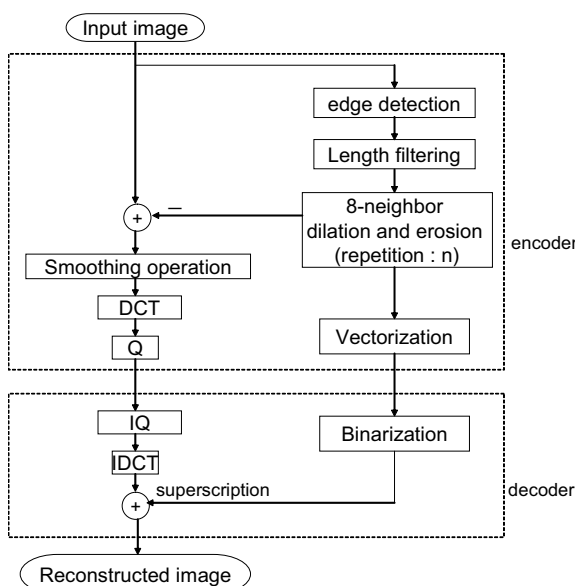 Input image
edge detection
Length filtering
8-neighbor
dilation and erosion
(repetition : n)
encoder
+
−
Smoothing operation
DCT
Q
Vectorization
IQ
IDCT
Binarization
superscription
decoder
+
Reconstructed image